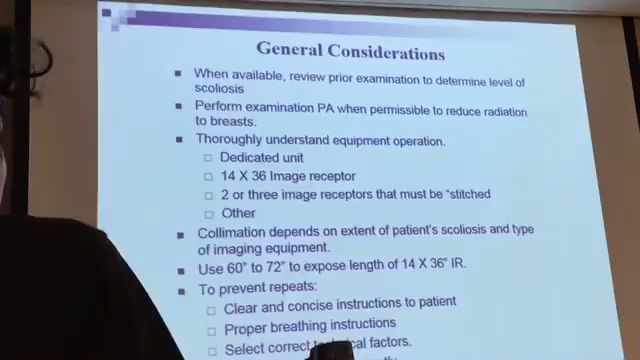 General Considerations
When available, review prior examination to determine level of
scoliosis
Perform examination PA when permissible to reduce radiation
to breasts.
Thoroughly understand equipment operation.
Dedicated unit
14 X 36 Image receptor
2 or three image receptors that must be “stitched
Other
Collimation depends on extent of patient's scoliosis and type
of imaging equipment.
Use 60” to 72” to expose length of 14 X 36” IR.
To prevent repeats:
Clear and concise instructions to patient
Proper breathing instructions
Select correct factors.